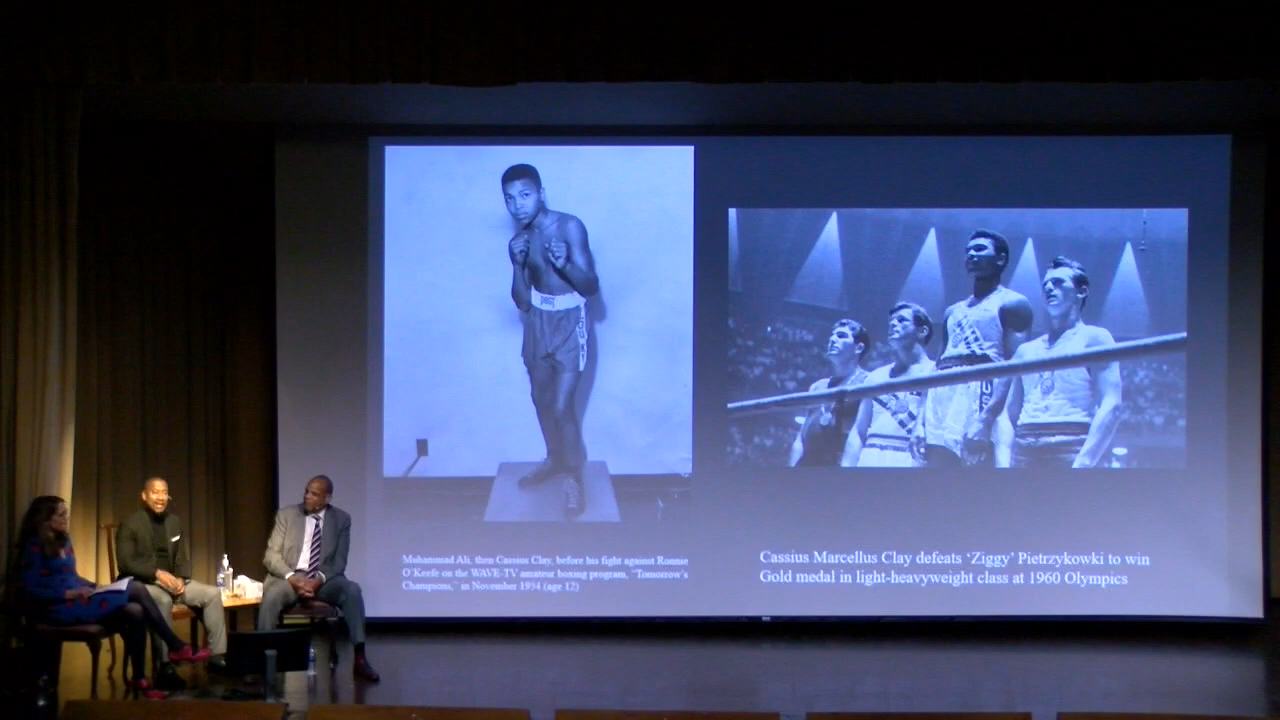 Muhammad Ali, then Cassius Clay, before his fight against Ronnie
O'Keefe on the WAVE-TV amateur boxing program, "Tomorrow's
Champions," in November 1954 (age 12)
Cassius Marcellus Clay defeats 'Ziggy' Pietrzykowki to win
Gold medal in light-heavyweight class at 1960 Olympics